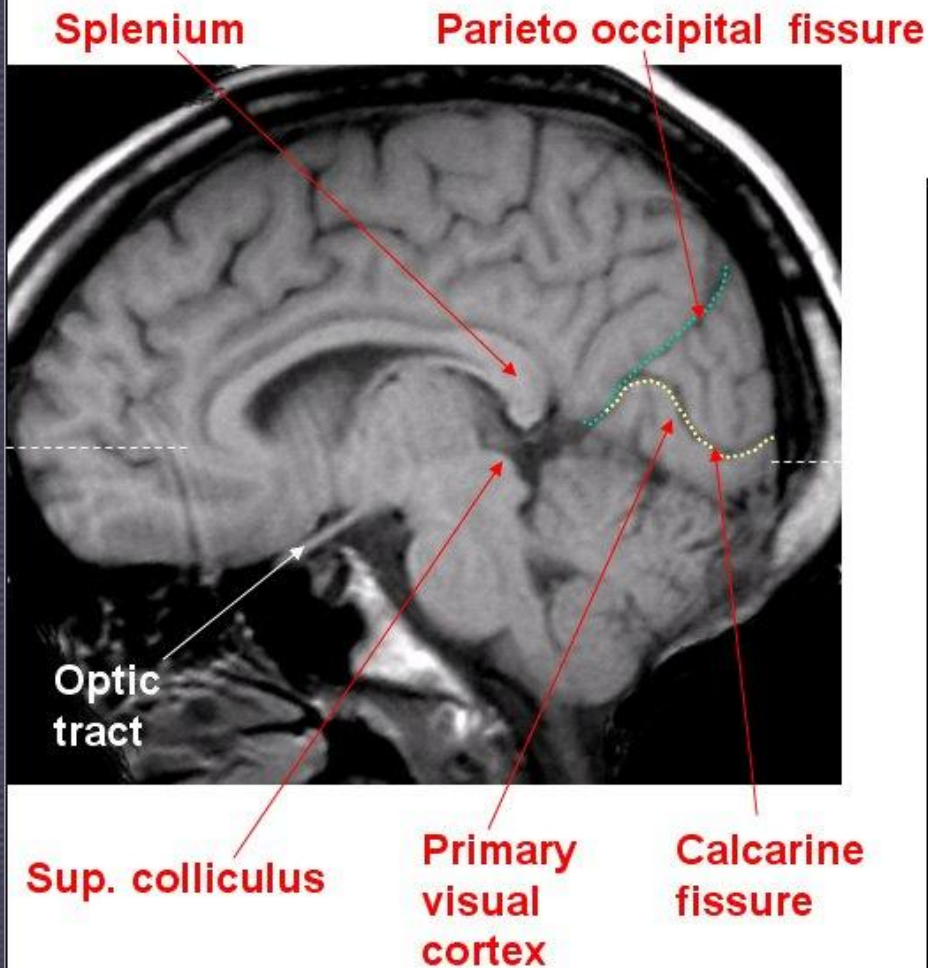 Splenium
Parieto occipital fissure
Optic
tract
Sup. colliculus
Primary
visual
cortex
Calcarine
fissure